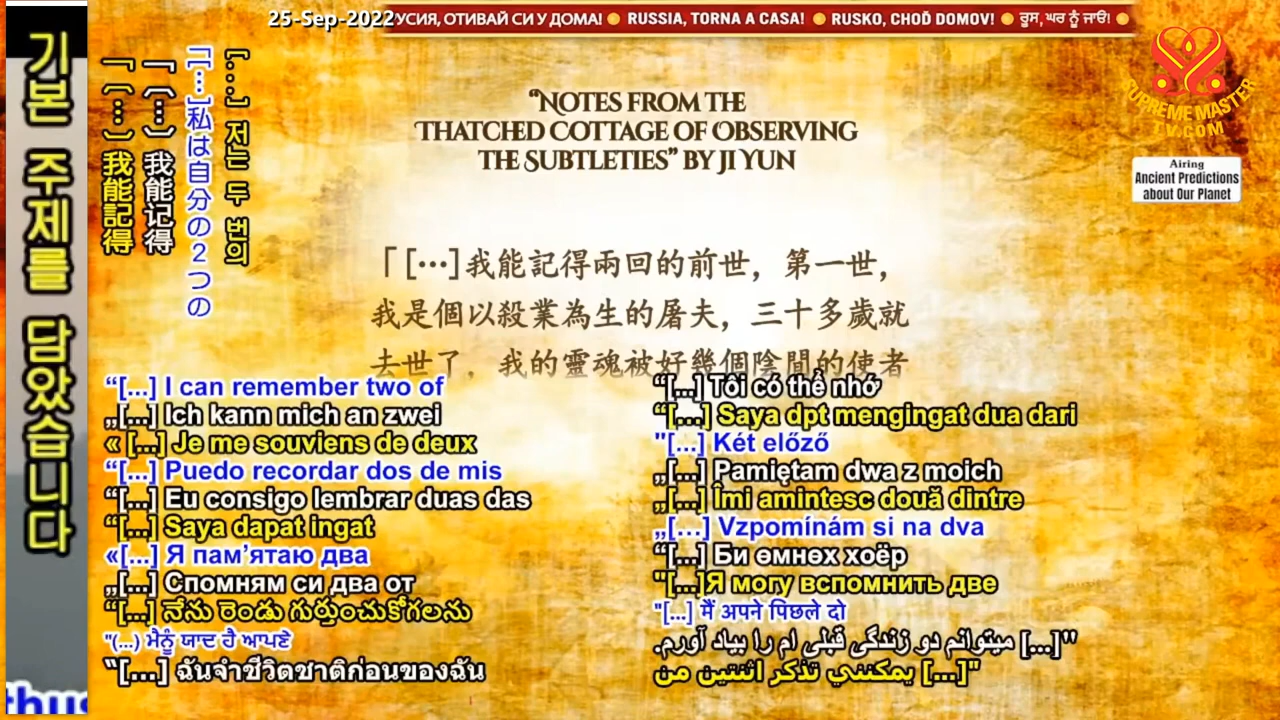 25-Sep-2022
УСИЯ, ОТИВАЙ СИ У ДОМА! RUSSIA, TORNA A CASA! RUSKO, CHOĎ DOMOV! ਰੂਸ, ਘਰ ਨੂੰ ਜਾਓ!
SUPREME MASTER
TV.COM
Airing
Ancient Predictions
about Our Planet
“NOTES FROM THE
THATCHED COTTAGE OF OBSERVING
THE SUBTLETIES” BY JI YUN
「[…]我能記得兩回的前世，第一世，
我是個以殺業為生的屠夫，三十多歲就
去世了，我的靈魂被好幾個陰間的使者
기본 주제를 담았습니다
「（…）我能記得
「（…）我能记得
「[…]私は自分の２つの
[…] 저는 두 번의
“[...] I can remember two of
„[...] Ich kann mich an zwei
« [...] Je me souviens de deux
“[...] Puedo recordar dos de mis
“[...] Eu consigo lembrar duas das
“[...] Saya dapat ingat
«[...] Я пам’ятаю два
„[...] Спомням си два от
“[...] నేను రెండు గుర్తుంచుకోగలను
"(...) ਮੈਨੂੰ ਯਾਦ ਹੈ ਆਪਣੇ
“[...] ฉันจำชีวิตชาติก่อนของฉัน
“[...] Tôi có thể nhớ
“[...] Saya dpt mengingat dua dari
"[...] Két előző
„[...] Pamiętam dwa z moich
„[...] Îmi amintesc două dintre
„[...] Vzpomínám si na dva
“[...] Би өмнөх хоёр
"[...]Я могу вспомнить две
"[...] मैं अपने पिछले दो
"[...] میتوانم دو زندگی قبلی ام را بیاد آورم.
"[...] يمكنني تذكر اثنتين من